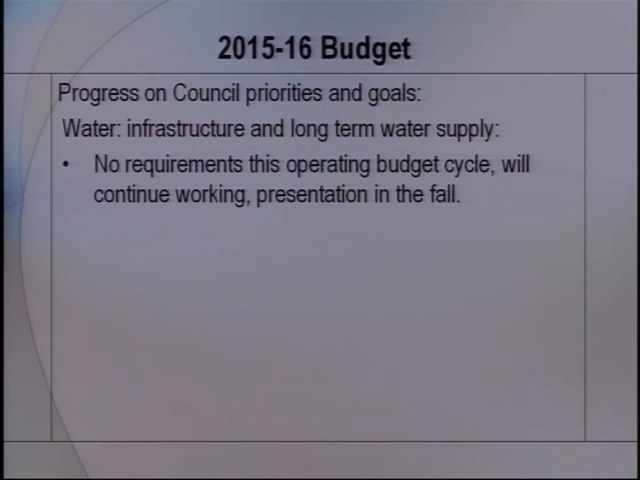 2015-16 Budget
Progress on Council priorities and goals:
Water: infrastructure and long term water supply:
• No requirements this operating budget cycle, will
continue working, presentation in the fall.